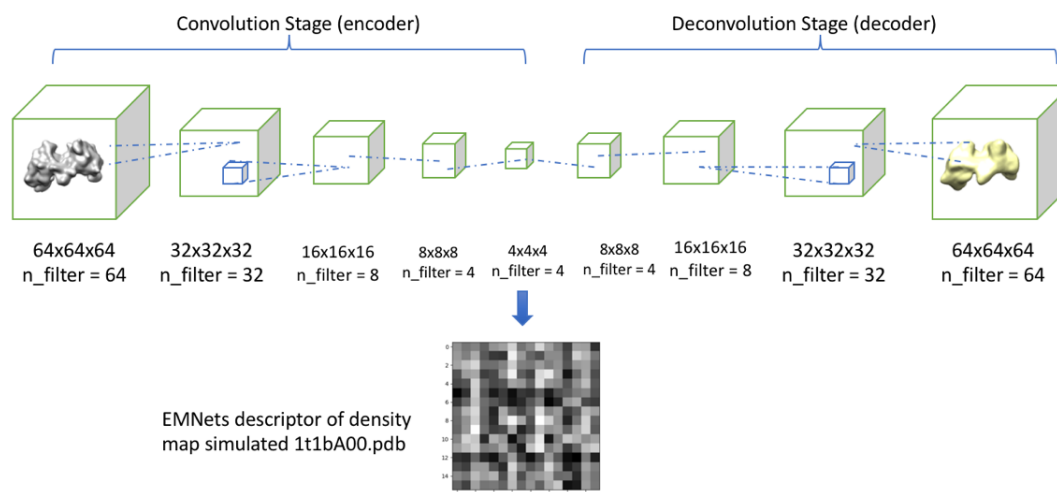 Convolution Stage (encoder)
Deconvolution Stage (decoder)
64x64x64
n_filter = 64
32x32x32
n_filter = 32
16x16x16
n_filter = 8
8x8x8
n_filter = 4
4x4x4
n_filter = 4
8x8x8
n_filter = 4
16x16x16
n_filter = 8
32x32x32
n_filter = 32
64x64x64
n_filter = 64
EMNets descriptor of density
map simulated 1t1bA00.pdb
0
2
4
6
8
10
12
14